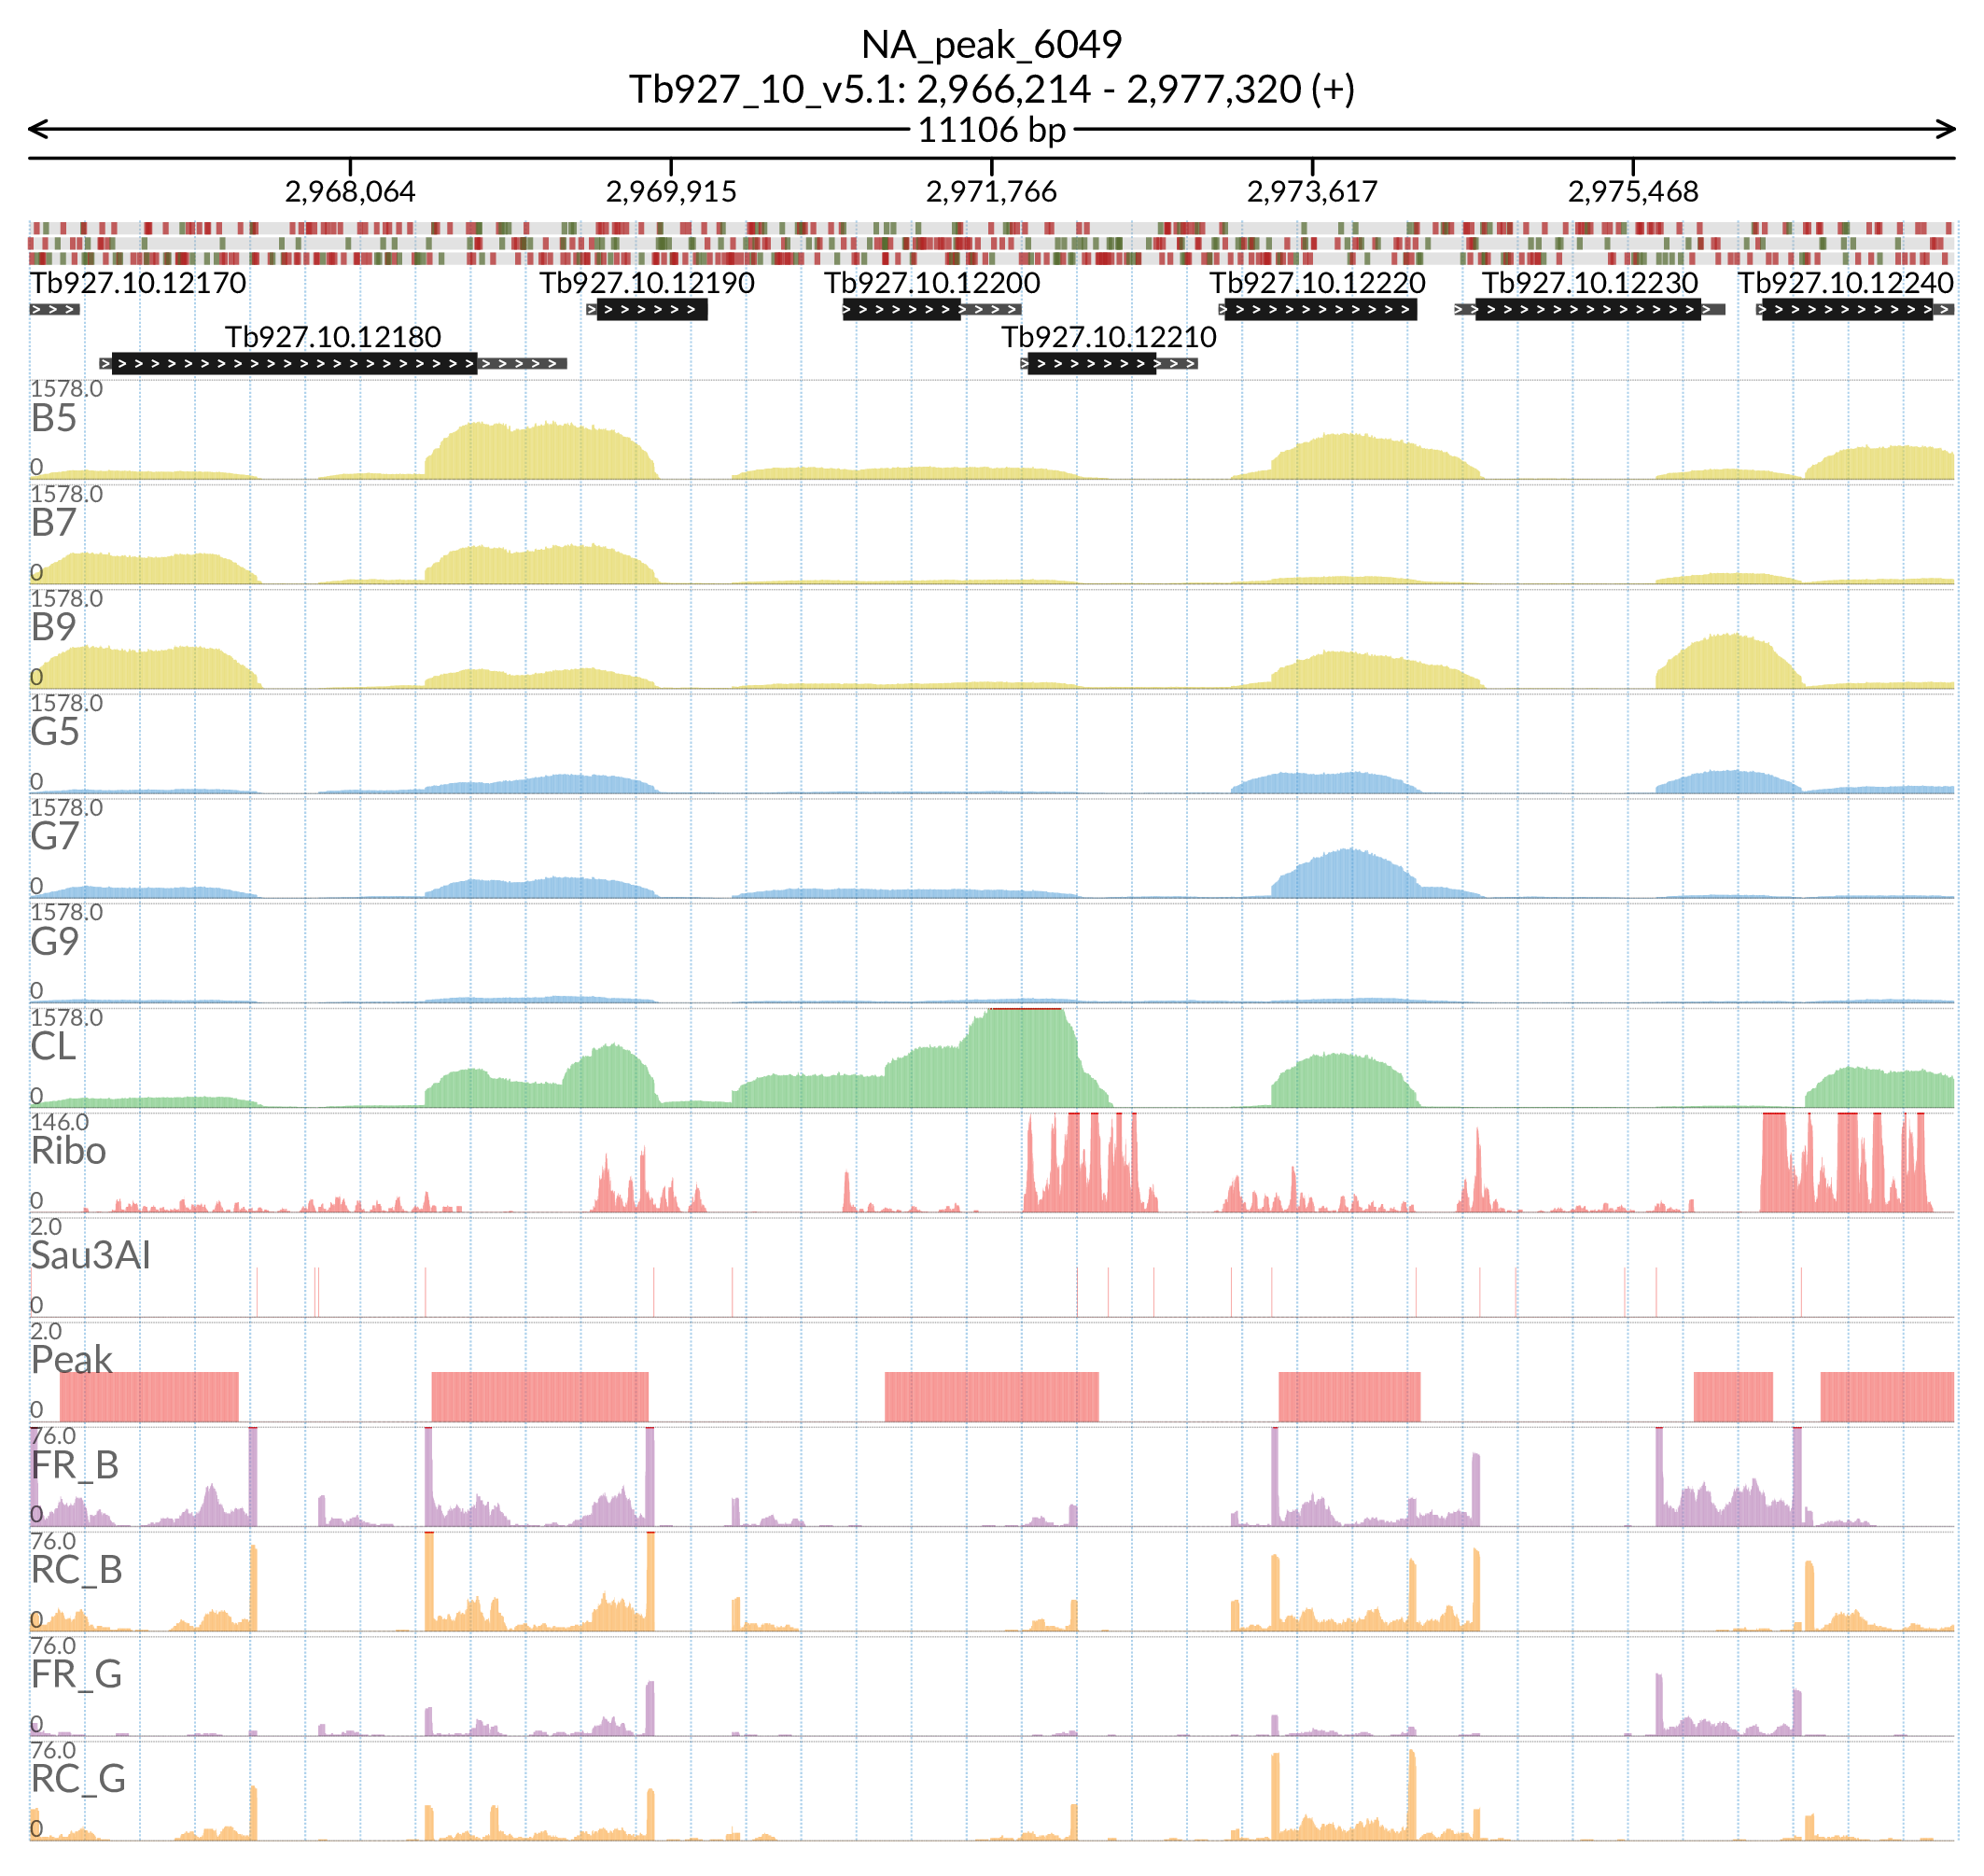 NA_peak_6049
Tb927_10_v5.1: 2,966,214 - 2,977,320 (+)
11106 bp
2,968,064 2,969,915 2,971,766 2,973,617 2,975,468
Tb927.10.12170 Tb927.10.12190 Tb927.10.12200 Tb927.10.12220 Tb927.10.12230 Tb927.10.12240
Tb927.10.12180 Tb927.10.12210
1578.0
B5
0
1578.0
B7
0
1578.0
B9
0
1578.0
G5
0
1578.0
G7
0
1578.0
G9
0
1578.0
CL
0
146.0
Ribo
0
2.0
Sau3AI
0
2.0
Peak
0
76.0
FR_B
0
76.0
RC_B
0
76.0
FR_G
0
76.0
RC_G
0